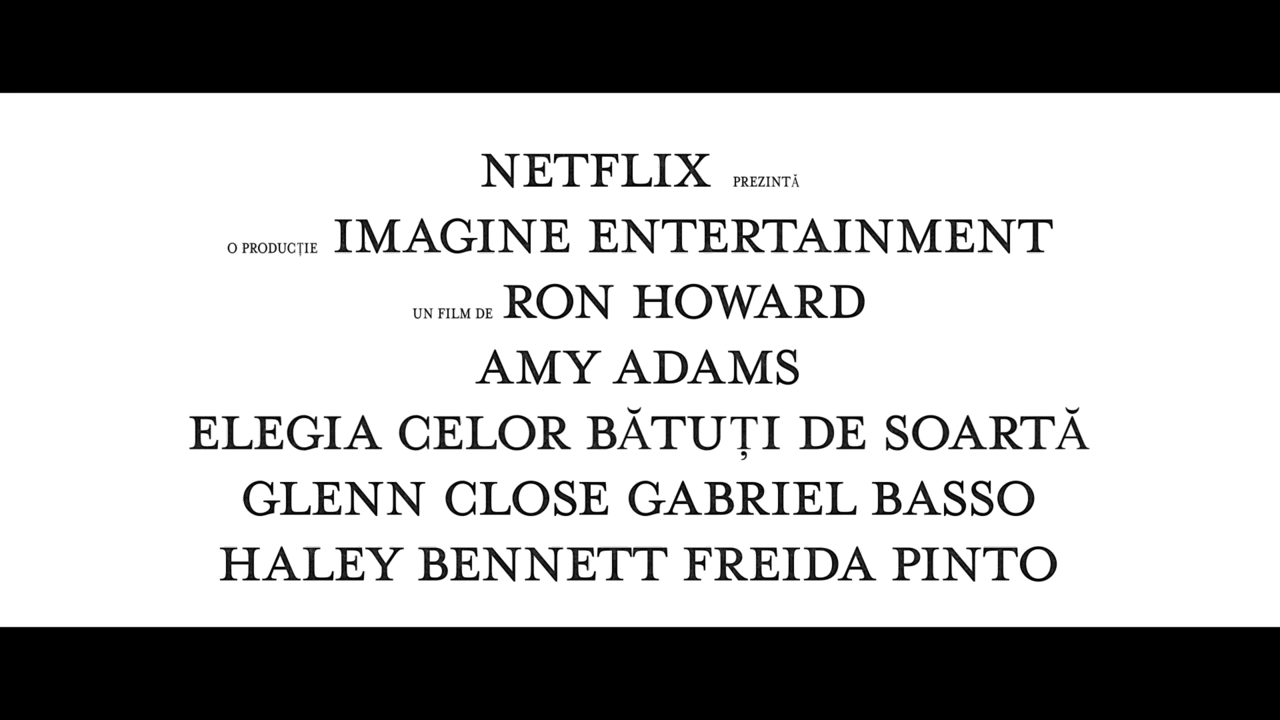 NETFLIX PREZINTĂ
O PRODUCȚIE IMAGINE ENTERTAINMENT
UN FILM DE RON HOWARD
AMY ADAMS
ELEGIA CELOR BĂTUȚI DE SOARTĂ
GLENN CLOSE GABRIEL BASSO
HALEY BENNETT FREIDA PINTO